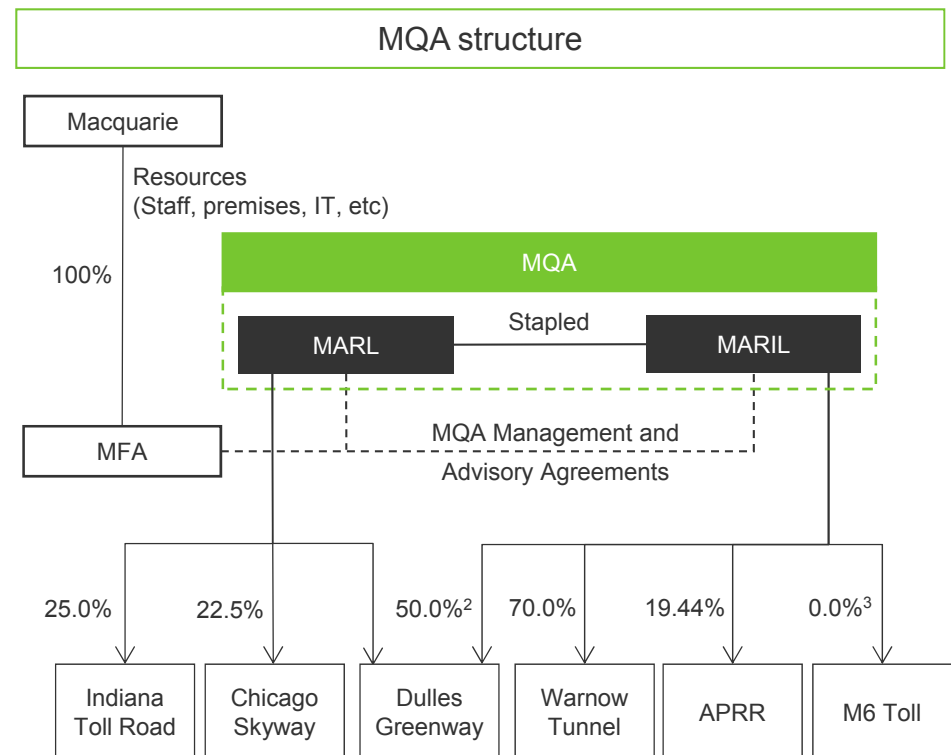 MQA structure
Macquarie
Resources
(Staff, premises, IT, etc)
100%
MQA
Stapled
MARL
MARIL
MFA
MQA Management and
Advisory Agreements
25.0%
22.5%
50.0%²
70.0%
19.44%
0.0%³
Indiana
Toll Road
Chicago
Skyway
Dulles
Greenway
Warnow
Tunnel
APRR
M6 Toll